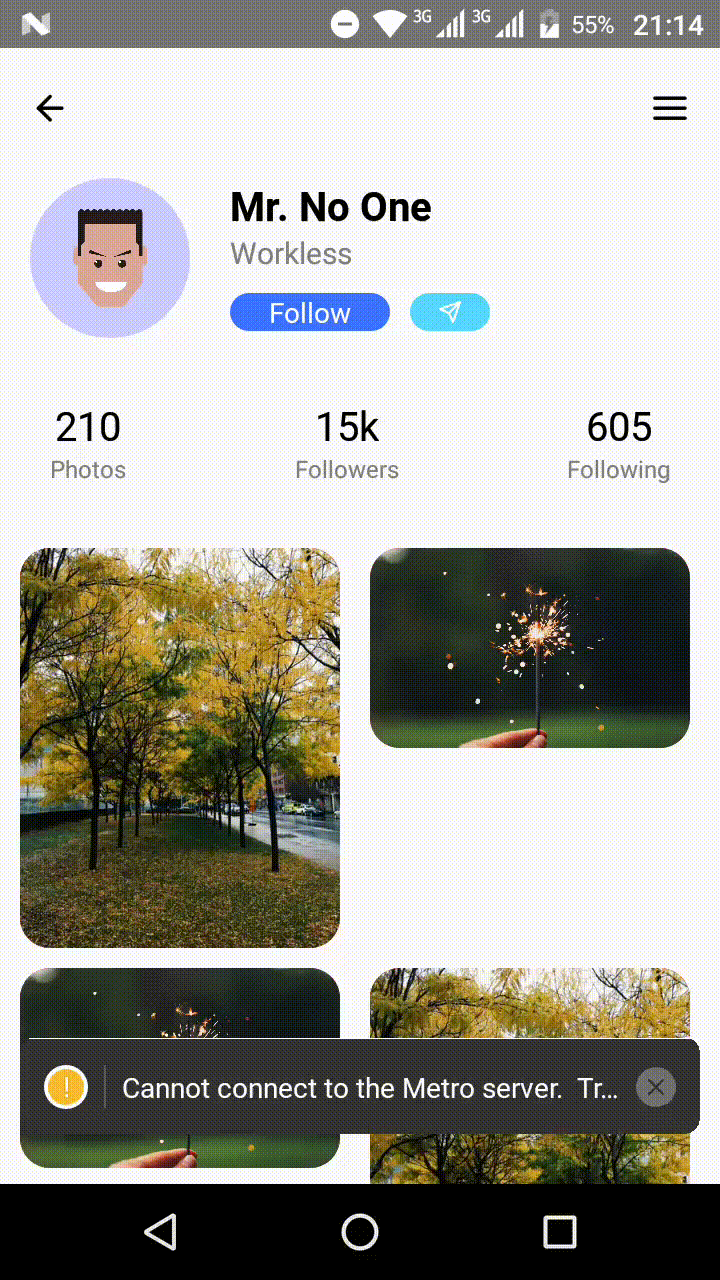 3G 3G 55% 21:14
Mr. No One
Workless
Follow
210 15k 605
Photos Followers Following
Cannot connect to the Metro server. Tr...